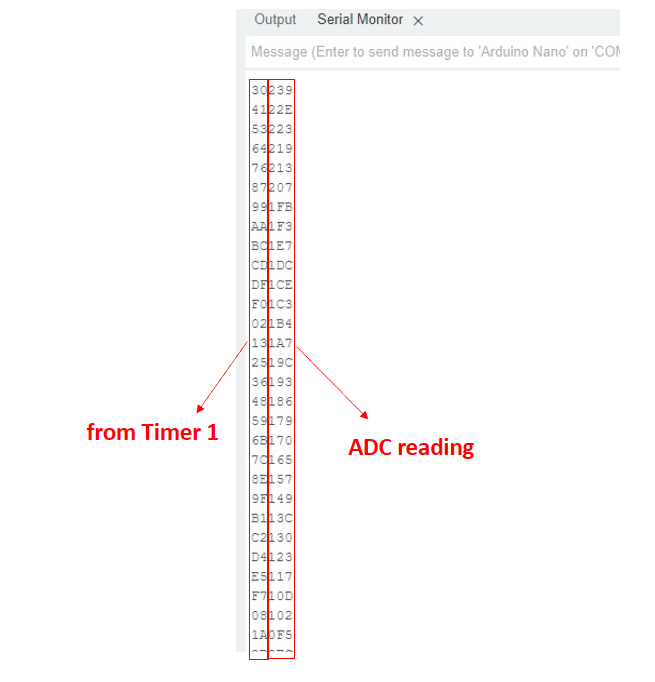 Output Serial Monitor ×
Message (Enter to send message to 'Arduino Nano' on 'COM
30239
4122E
53223
64219
76213
87207
991FB
AA1F3
BC1E7
CD1DC
DF1CE
F01C3
021B4
131A7
2519C
36193
48186
from Timer 1
59179
6B170
ADC reading
7C165
8E157
9F149
B113C
C2130
D4123
E5117
F710D
08102
1A0F5